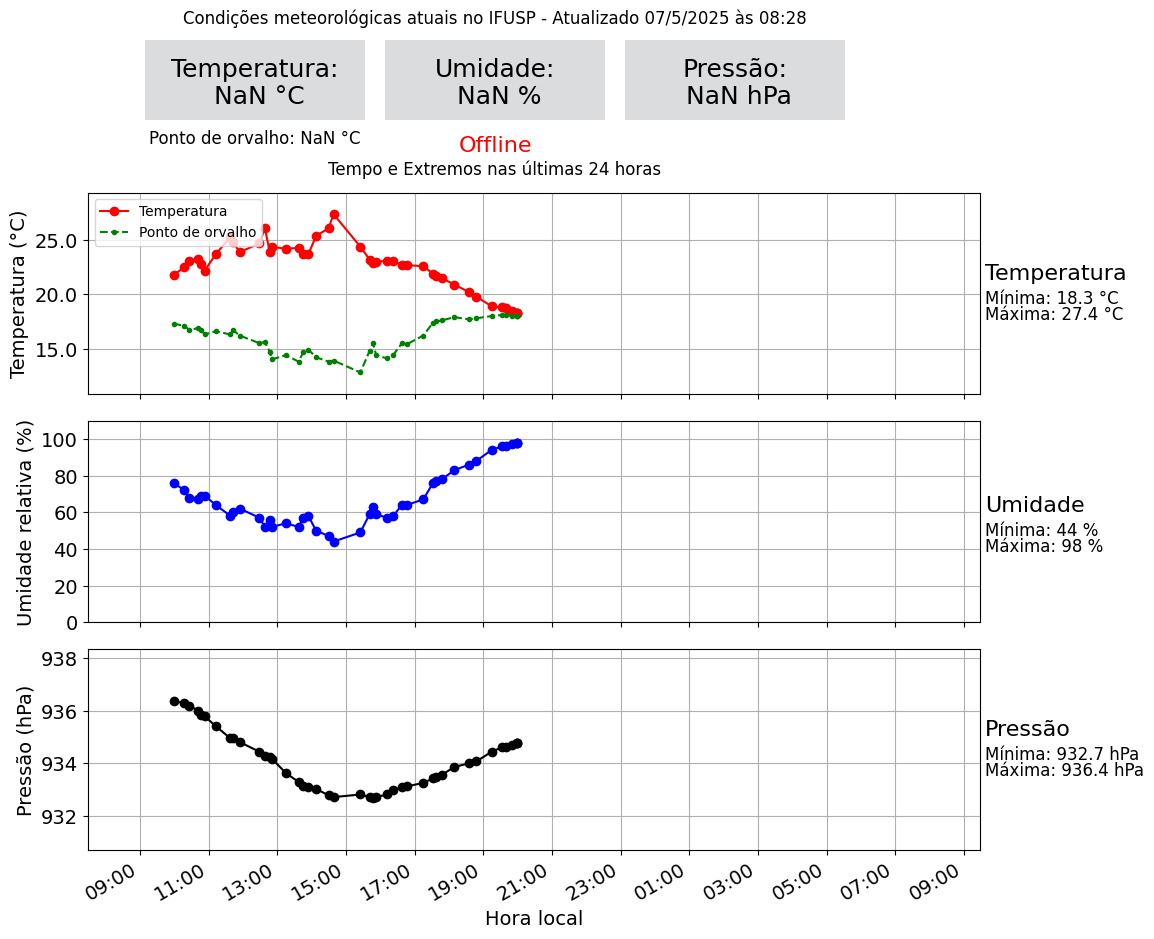 Condições meteorológicas atuais no IFUSP - Atualizado 07/5/2025 às 08:28
Temperatura:
NaN °C
Umidade:
NaN %
Pressão:
NaN hPa
Ponto de orvalho: NaN °C
Offline
Tempo e Extremos nas últimas 24 horas
Temperatura (°C)
25.0
20.0
15.0
Temperatura
Ponto de orvalho
Temperatura
Mínima: 18.3 °C
Máxima: 27.4 °C
Umidade relativa (%)
100
80
60
40
20
0
Umidade
Mínima: 44 %
Máxima: 98 %
Pressão (hPa)
938
936
934
932
Pressão
Mínima: 932.7 hPa
Máxima: 936.4 hPa
09:00 11:00 13:00 15:00 17:00 19:00 21:00 23:00 01:00 03:00 05:00 07:00 09:00
Hora local